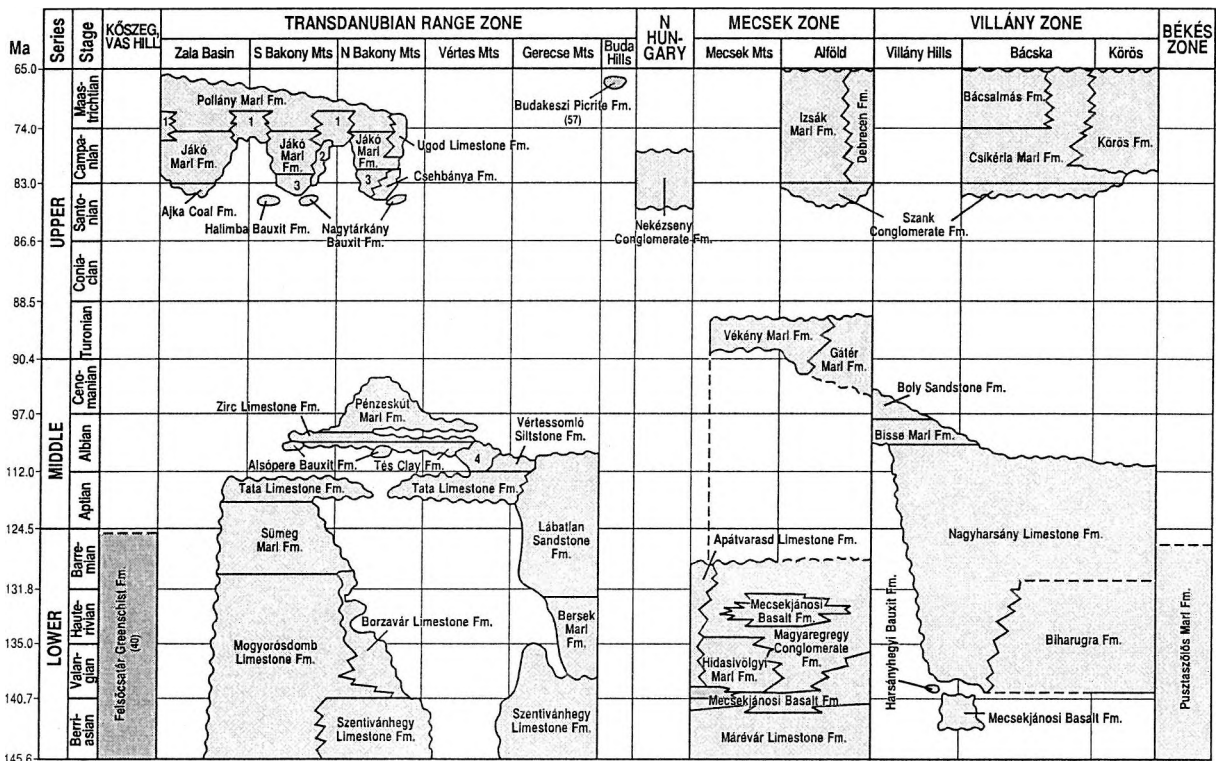 Ma
Series
Stage
KŐSZEG,
VAS HILL
TRANSDANUBIAN RANGE ZONE
Zala Basin
S Bakony Mts
N Bakony Mts
Vértes Mts
Gerecse Mts
Buda
Hills
N
HUN-
GARY
MECSEK ZONE
Mecsek Mts
Alföld
VILLÁNY ZONE
Villány Hills
Bácska
Körös
BÉKÉS
ZONE
65.0
74.0
83.0
86.6
88.5
90.4
97.0
112.0
124.5
131.8
135.0
140.7
145.6
UPPER
MIDDLE
LOWER
Maas-
trichtian
Campa-
nian
Santo-
nian
Conia-
cian
Turonian
Ceno-
manian
Albian
Aptian
Barre-
mian
Haute-
rivian
Valan-
gian
Berri-
asian
Felsőcsatár Greenschist Fm.
(40)
Pollány Marl Fm.
1
1
1
Jákó
Marl Fm.
Jákó
Marl Fm.
2
Jákó
Marl Fm.
3
3
Ugod Limestone Fm.
Csehbánya Fm.
Ajka Coal Fm.
Halimba Bauxit Fm.
Nagytárkány
Bauxit Fm.
Budakeszi Picrite Fm.
(57)
Nekézseny
Conglomerate Fm.
Izsák
Marl Fm.
Debrecen Fm.
Bácsalmás
Fm.
Csikéria Marl Fm.
Körös Fm.
Szank
Conglomerate Fm.
Vékény Marl Fm.
Gátér
Marl Fm.
Boly Sandstone Fm.
Bisse Marl Fm.
Zirc Limestone Fm.
Pénzeskút
Marl Fm.
Vértessomló
Siltstone Fm.
Alsópere Bauxit Fm.
Tés Clay Fm.
4
Tata Limestone Fm.
Tata Limestone Fm.
Sümeg
Marl Fm.
Lábatlan
Sandstone
Fm.
Nagyharsány Limestone Fm.
Apátvarasd Limestone Fm.
Mogyorósdomb
Limestone Fm.
Borzavár Limestone Fm.
Bersek
Marl
Fm.
Mecsekjánosi
Basalt Fm.
Magyaregregy
Conglomerate
Fm.
Hidasivölgyi
Marl Fm.
Mecsekjánosi Basalt Fm
Márévár Limestone Fm.
Harsányhegyi Bauxit Fm.
Biharugra Fm.
Mecsekjánosi Basalt Fm.
Pusztaszőlős Marl Fm.
Szentivánhegy
Limestone Fm.
Szentivánhegy
Limestone Fm.